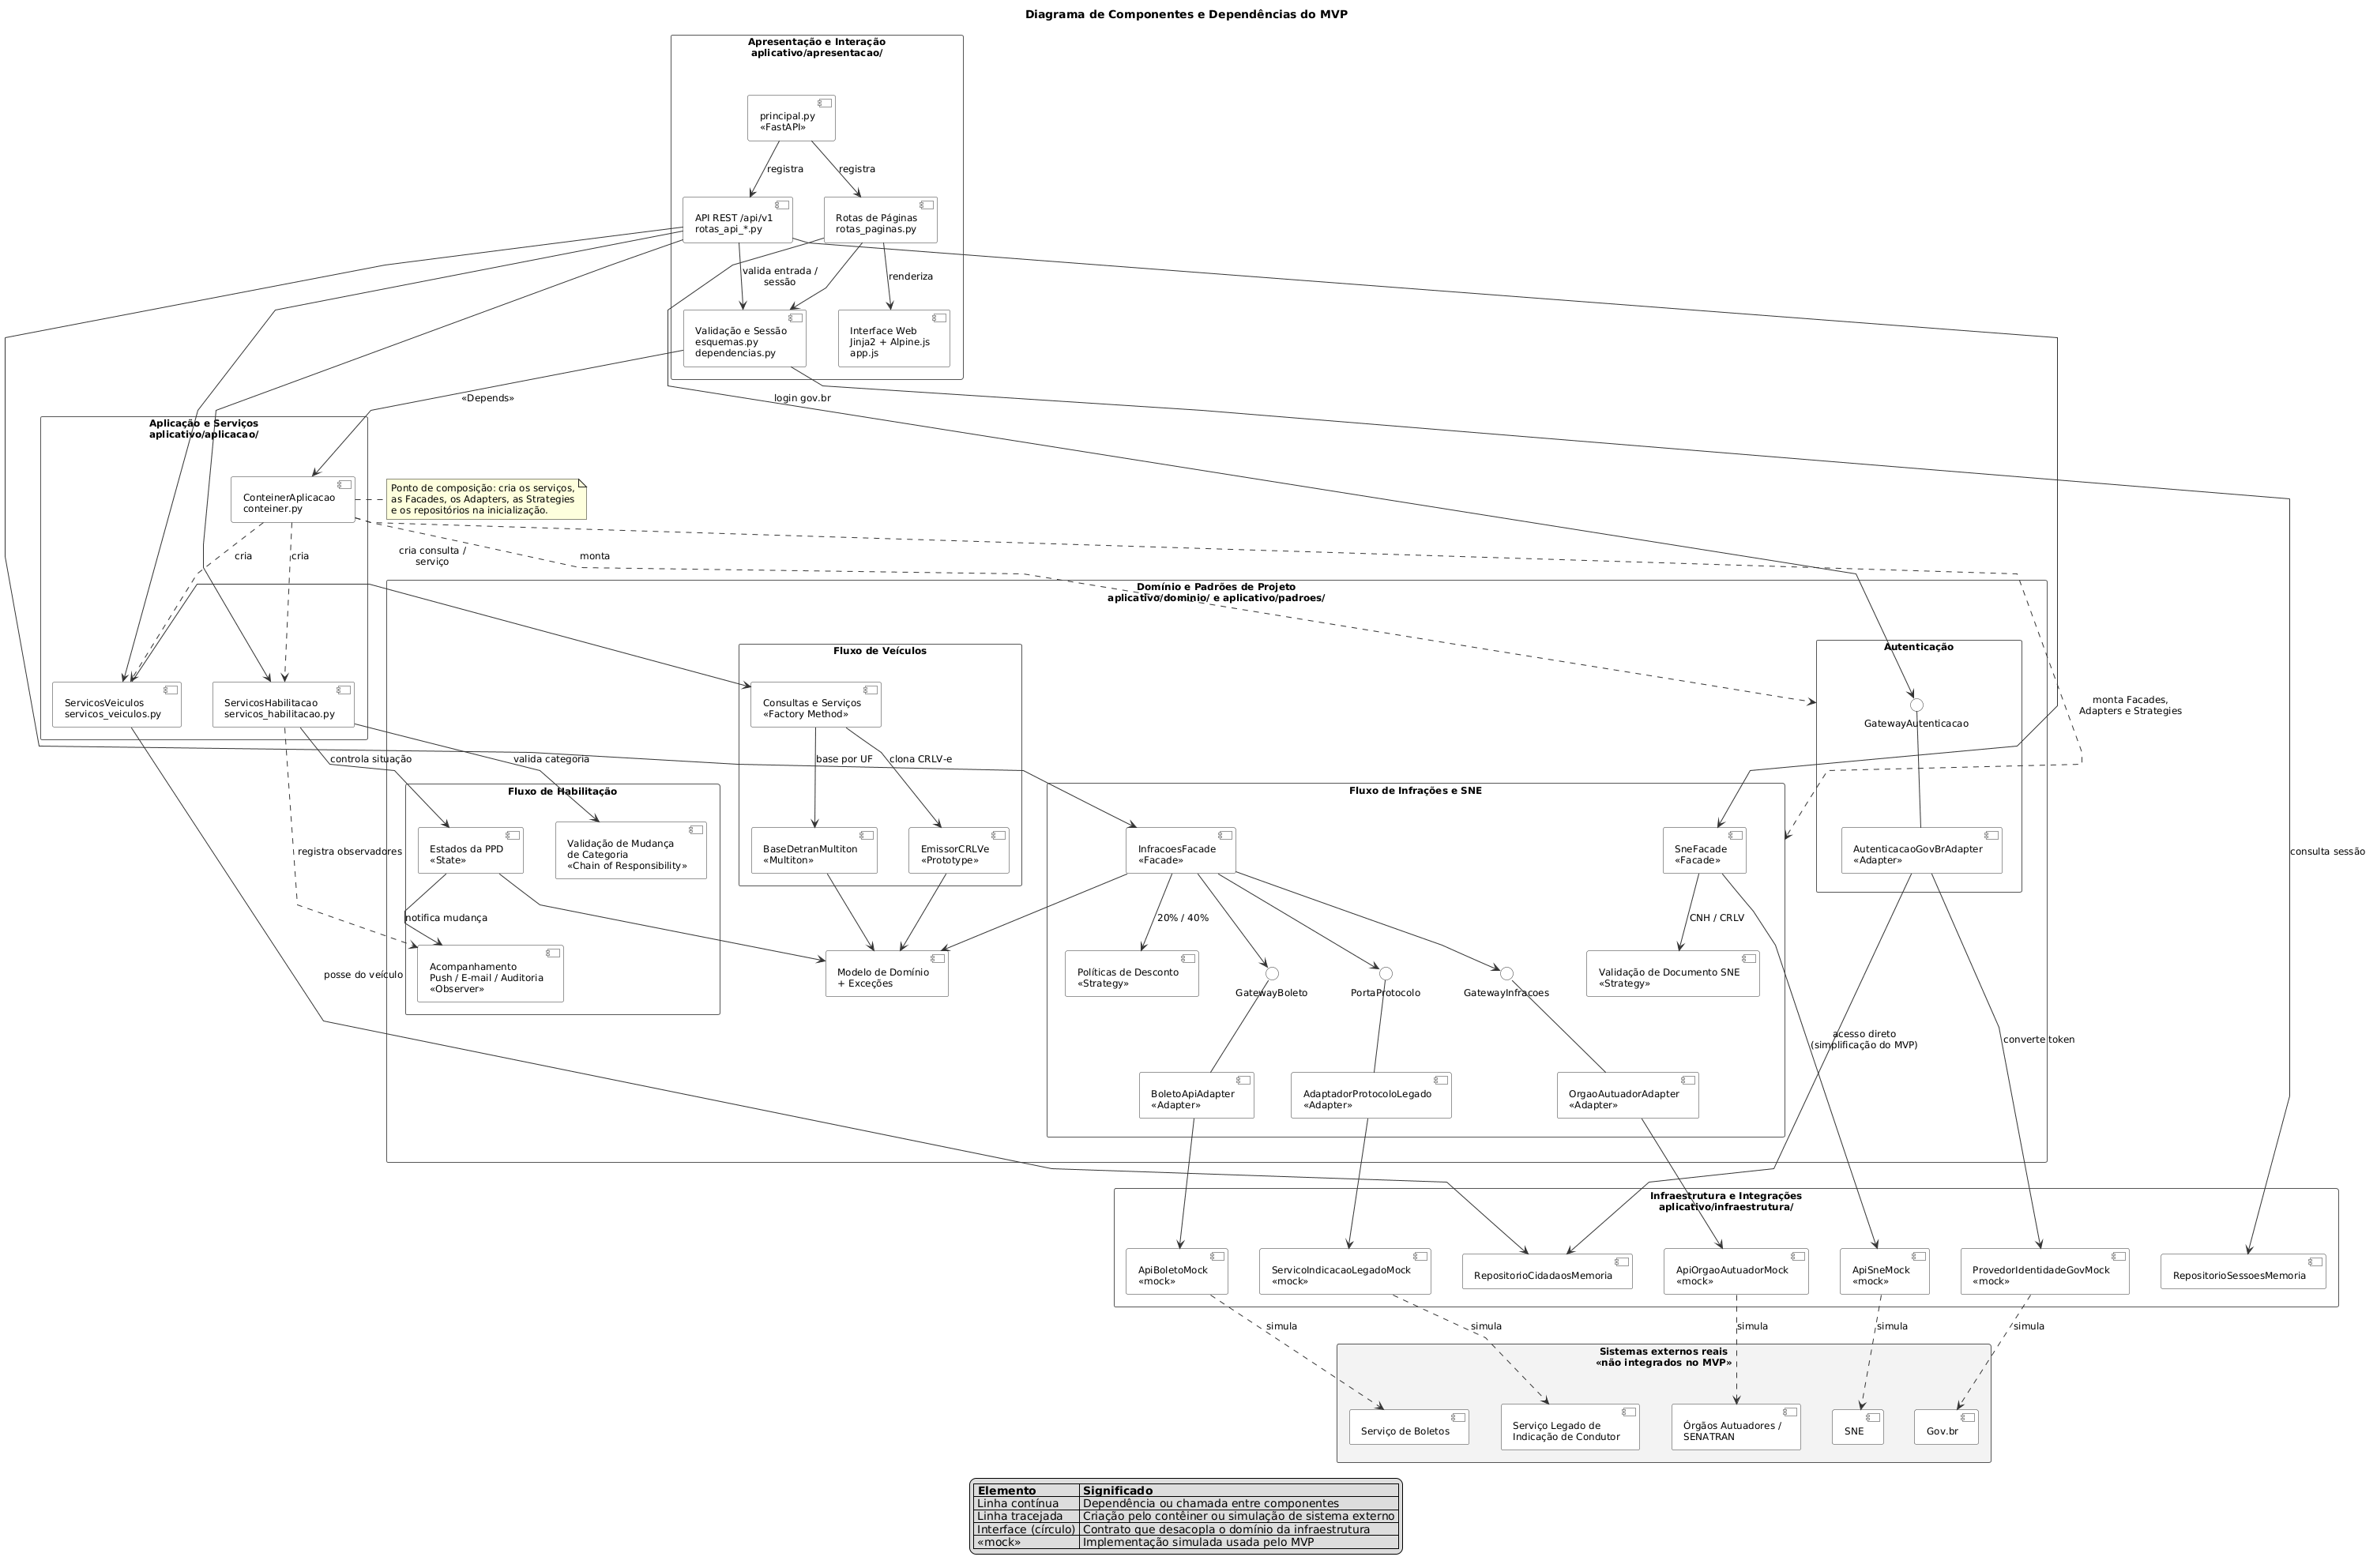 Diagrama de Componentes e Dependências do MVP
Apresentação e Interação
aplicativo/apresentacao/
principal.py
«FastAPI»
registra
registra
API REST /api/v1
rotas_api_*.py
Rotas de Páginas
rotas_paginas.py
valida entrada /
sessão
renderiza
Validação e Sessão
esquemas.py
dependencias.py
Interface Web
Jinja2 + Alpine.js
app.js
«Depends»
login gov.br
Aplicação e Serviços
aplicativo/aplicacao/
ConteinerAplicacao
conteiner.py
Ponto de composição: cria os serviços,
as Facades, os Adapters, as Strategies
e os repositórios na inicialização.
cria
cria
cria consulta /
serviço
monta
Domínio e Padrões de Projeto
aplicativo/dominio/ e aplicativo/padroes/
Fluxo de Veículos
Autenticação
ServicosVeiculos
servicos_veiculos.py
ServicosHabilitacao
servicos_habilitacao.py
Consultas e Serviços
«Factory Method»
GatewayAutenticacao
monta Facades,
Adapters e Strategies
controla situação
valida categoria
base por UF
clona CRLV-e
Fluxo de Habilitação
Fluxo de Infrações e SNE
Estados da PPD
«State»
Validação de Mudança
de Categoria
«Chain of Responsibility»
BaseDetranMultiton
«Multiton»
EmissorCRLVe
«Prototype»
InfracoesFacade
«Facade»
SneFacade
«Facade»
AutenticacaoGovBrAdapter
«Adapter»
registra observadores
consulta sessão
notifica mudança
20% / 40%
CNH / CRLV
posse do veículo
Acompanhamento
Push / E-mail / Auditoria
«Observer»
Modelo de Domínio
+ Exceções
Políticas de Desconto
«Strategy»
GatewayBoleto
PortaProtocolo
GatewayInfracoes
Validação de Documento SNE
«Strategy»
acesso direto
(simplificação do MVP)
converte token
BoletoApiAdapter
«Adapter»
AdaptadorProtocoloLegado
«Adapter»
OrgaoAutuadorAdapter
«Adapter»
Infraestrutura e Integrações
aplicativo/infraestrutura/
ApiBoletoMock
«mock»
ServicoIndicacaoLegadoMock
«mock»
RepositorioCidadaosMemoria
ApiOrgaoAutuadorMock
«mock»
ApiSneMock
«mock»
ProvedorIdentidadeGovMock
«mock»
RepositorioSessoesMemoria
simula
simula
simula
simula
simula
Sistemas externos reais
«não integrados no MVP»
Serviço de Boletos
Serviço Legado de
Indicação de Condutor
Órgãos Autuadores /
SENATRAN
SNE
Gov.br
Elemento Significado
Linha contínua Dependência ou chamada entre componentes
Linha tracejada Criação pelo contêiner ou simulação de sistema externo
Interface (círculo) Contrato que desacopla o domínio da infraestrutura
«mock» Implementação simulada usada pelo MVP